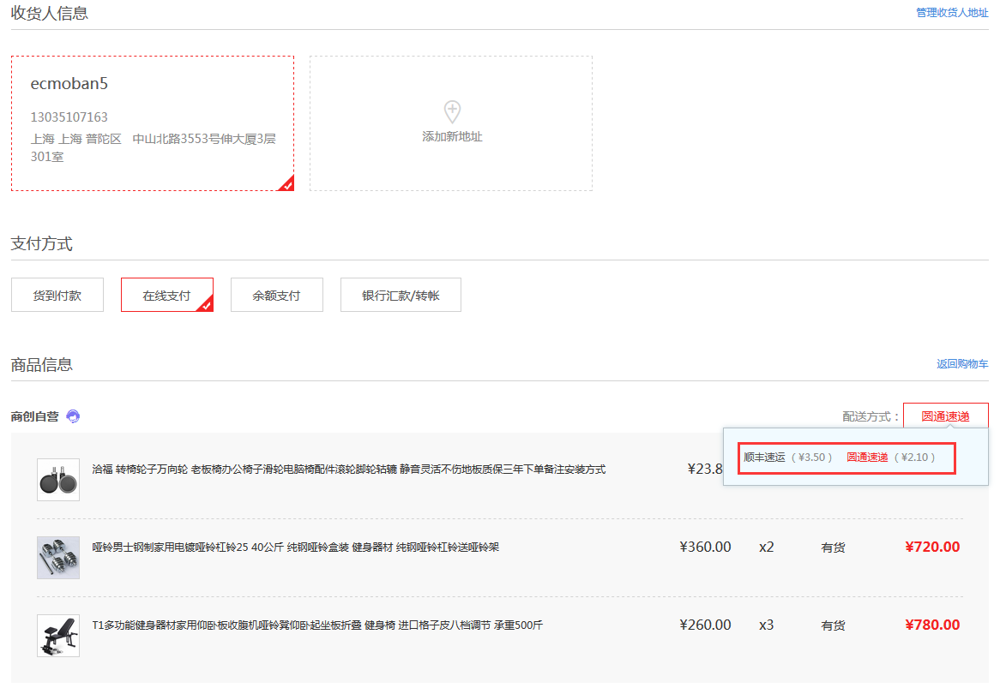 收货人信息
管理收货人地址
ecmoban5
13035107163
上海 上海 普陀区 中山北路3553号伸大厦3层
301室
添加新地址
支付方式
货到付款 在线支付 余额支付 银行汇款/转帐
商品信息
返回购物车
商创自营
配送方式： 圆通速递
顺丰速运（¥3.50） 圆通速递（¥2.10）
洽福 转椅轮子万向轮 老板椅办公椅子滑轮电脑椅配件滚轮脚轮轱辘 静音灵活不伤地板质保三年下单备注安装方式 ¥23.8
哑铃男士钢制家用电镀哑铃杠铃25 40公斤 纯钢哑铃盒装 健身器材 纯钢哑铃杠铃送哑铃架 ¥360.00 x2 有货 ¥720.00
T1多功能健身器材家用仰卧板收腹机哑铃凳仰卧起坐板折叠 健身椅 进口格子皮八档调节 承重500斤 ¥260.00 x3 有货 ¥780.00